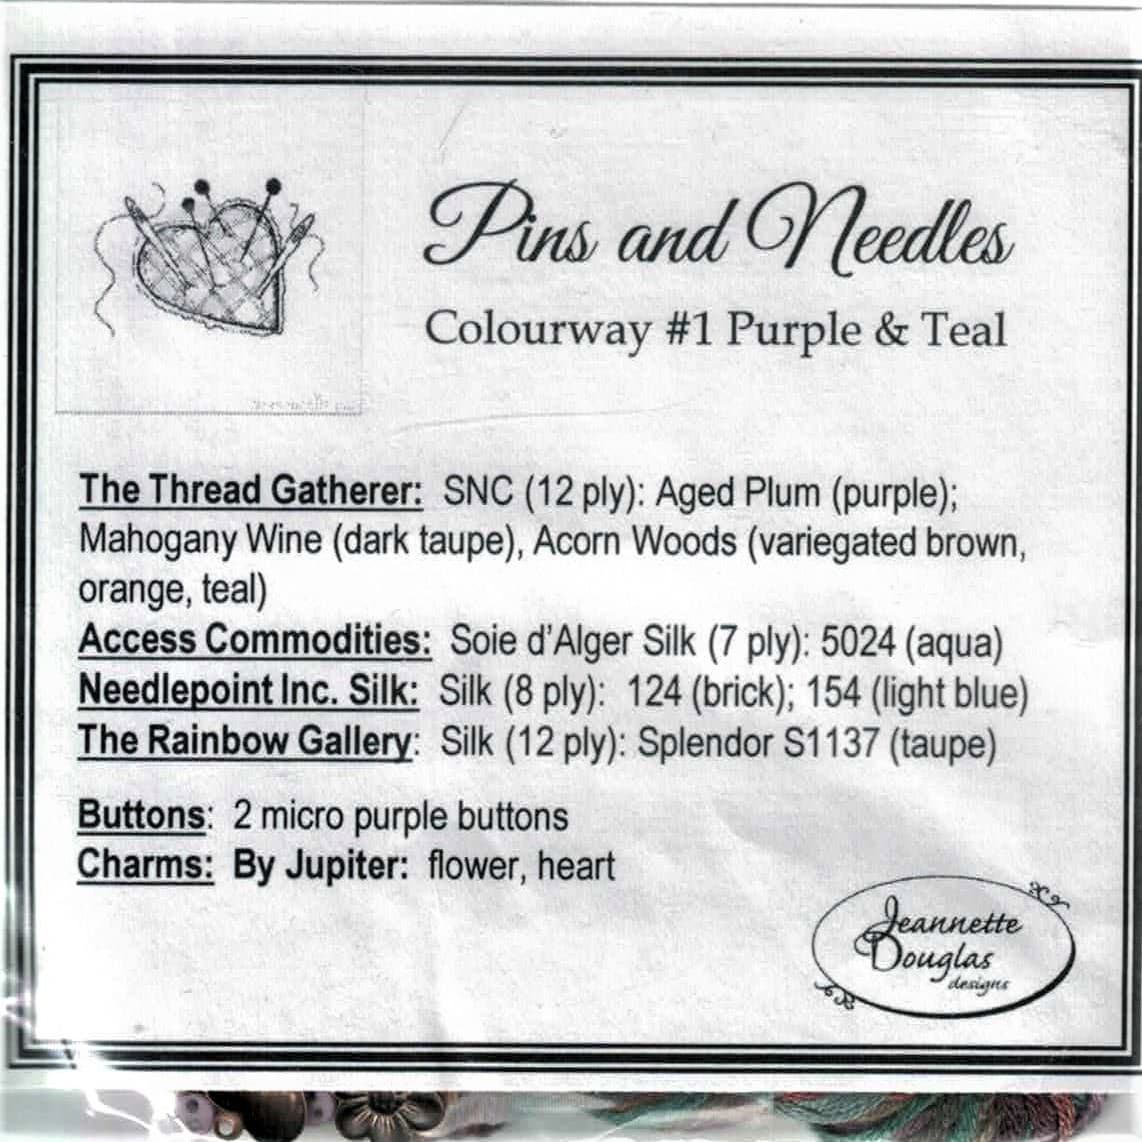 Pins and Needles
Colourway #1 Purple & Teal
The Thread Gatherer: SNC (12 ply): Aged Plum (purple);
Mahogany Wine (dark taupe), Acorn Woods (variegated brown,
orange, teal)
Access Commodities: Soie d'Alger Silk (7 ply): 5024 (aqua)
Needlepoint Inc. Silk: Silk (8 ply): 124 (brick); 154 (light blue)
The Rainbow Gallery: Silk (12 ply): Splendor S1137 (taupe)
Buttons: 2 micro purple buttons
Charms: By Jupiter: flower, heart
Jeannette
Douglas
designs